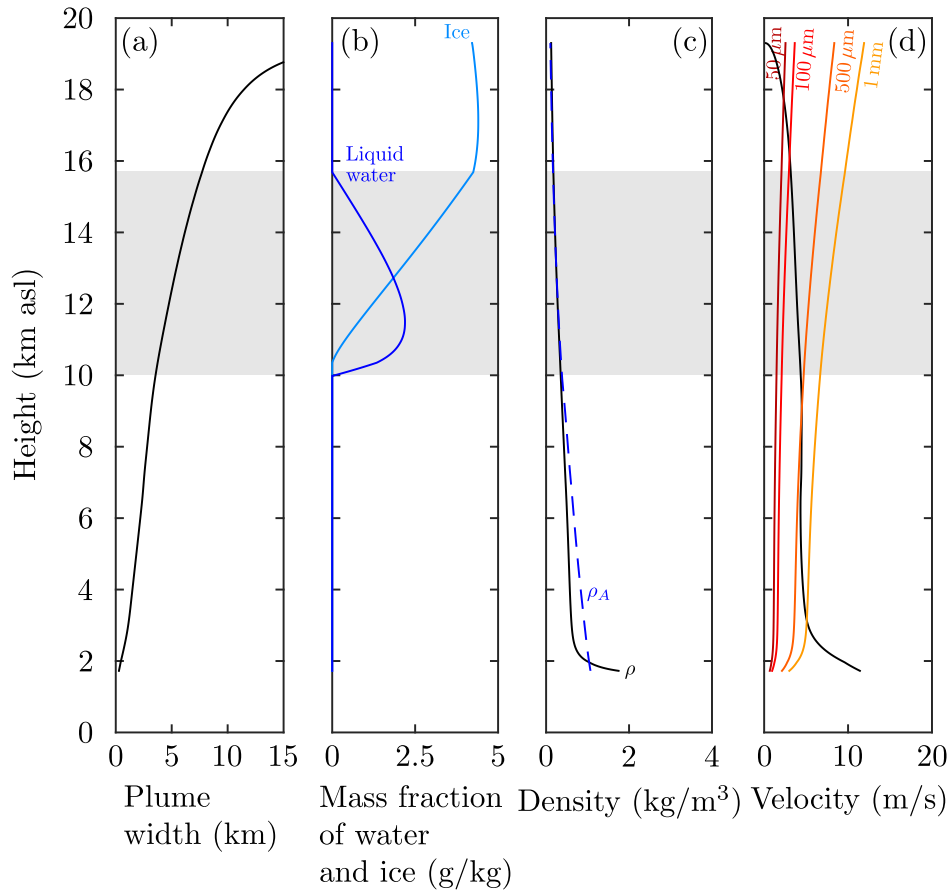 20
18
16
14
12
10
8
6
4
2
0
Height (km asl)
(a)
0 5 10 15
Plume
width (km)
(b)
Ice
Liquid
water
0 2.5 5
Mass fraction
of water
and ice (g/kg)
(c)
ρA
ρ
0 2 4
Density (kg/m³)
(d)
50 μm
100 μm
500 μm
1 mm
0 10 20
Velocity (m/s)